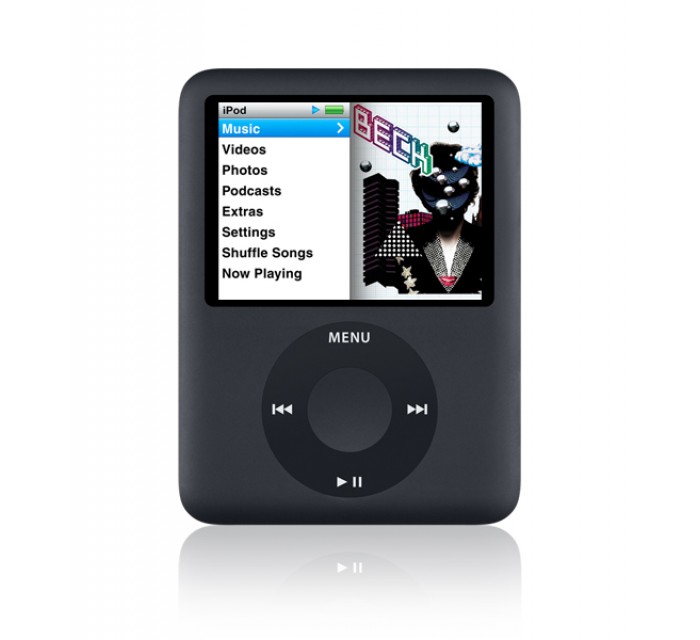 iPod
Music
Videos
Photos
Podcasts
Extras
Settings
Shuffle Songs
Now Playing
BECK
MENU